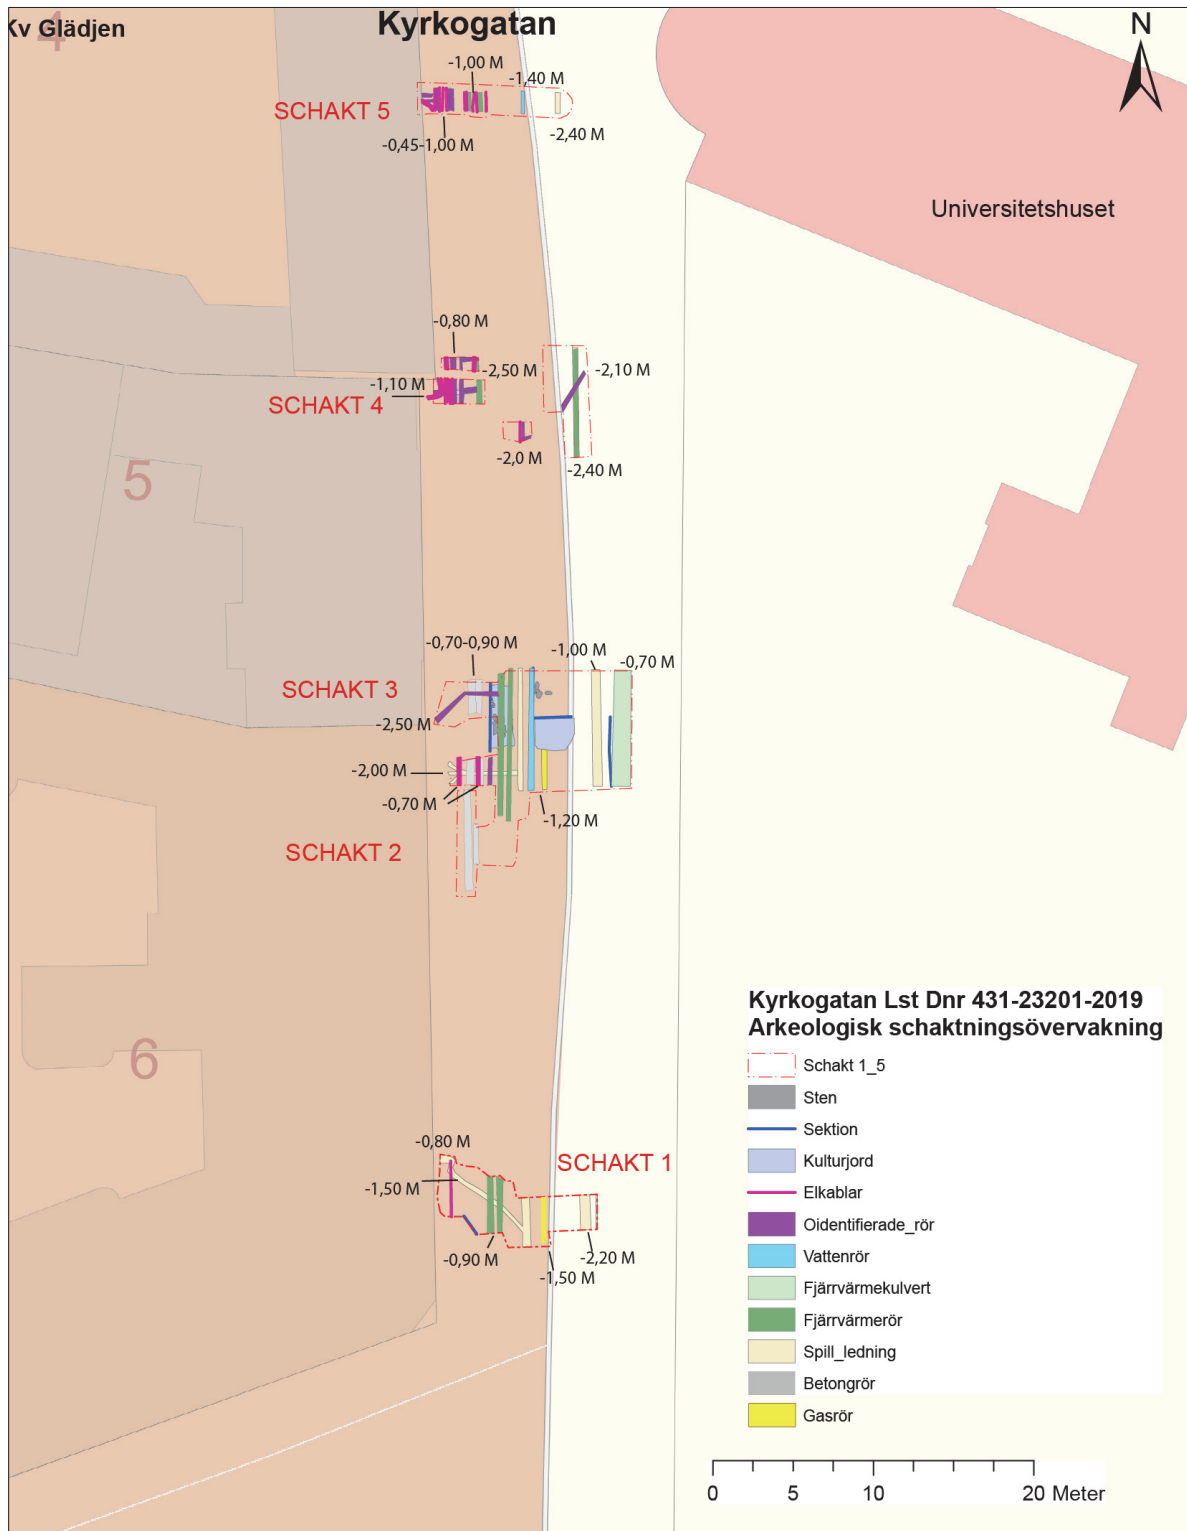 Kv Glädjen
4
Kyrkogatan
N
-1,00 M
-1,40 M
SCHAKT 5
-2,40 M
-0,45-1,00 M
Universitetshuset
-0,80 M
-2,50 M
-2,10 M
-1,10 M
SCHAKT 4
-2,0 M
-2,40 M
5
-0,70-0,90 M
-1,00 M
-0,70 M
SCHAKT 3
-2,50 M
-2,00 M
-0,70 M
-1,20 M
SCHAKT 2
6
-0,80 M
SCHAKT 1
-1,50 M
-0,90 M
-2,20 M
-1,50 M
Kyrkogatan Lst Dnr 431-23201-2019
Arkeologisk schaktningsövervakning
Schakt 1_5
Sten
Sektion
Kulturjord
Elkablar
Oidentifierade_rör
Vattenrör
Fjärrvärmekulvert
Fjärrvärmerör
Spill_ledning
Betongrör
Gasrör
0 5 10 20 Meter